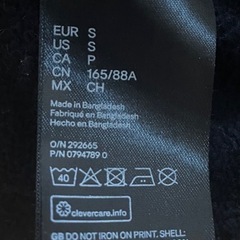 EUR S
US S
CA P
CN 165/88A
MX CH
Made in Bangladesh
Fabriqué en Bangladesh
Hecho en Bangladesh
O/N 292665
P/N 0794789 0
40
clevercare.info
GB DO NOT IRON ON PRINT. SHELL: